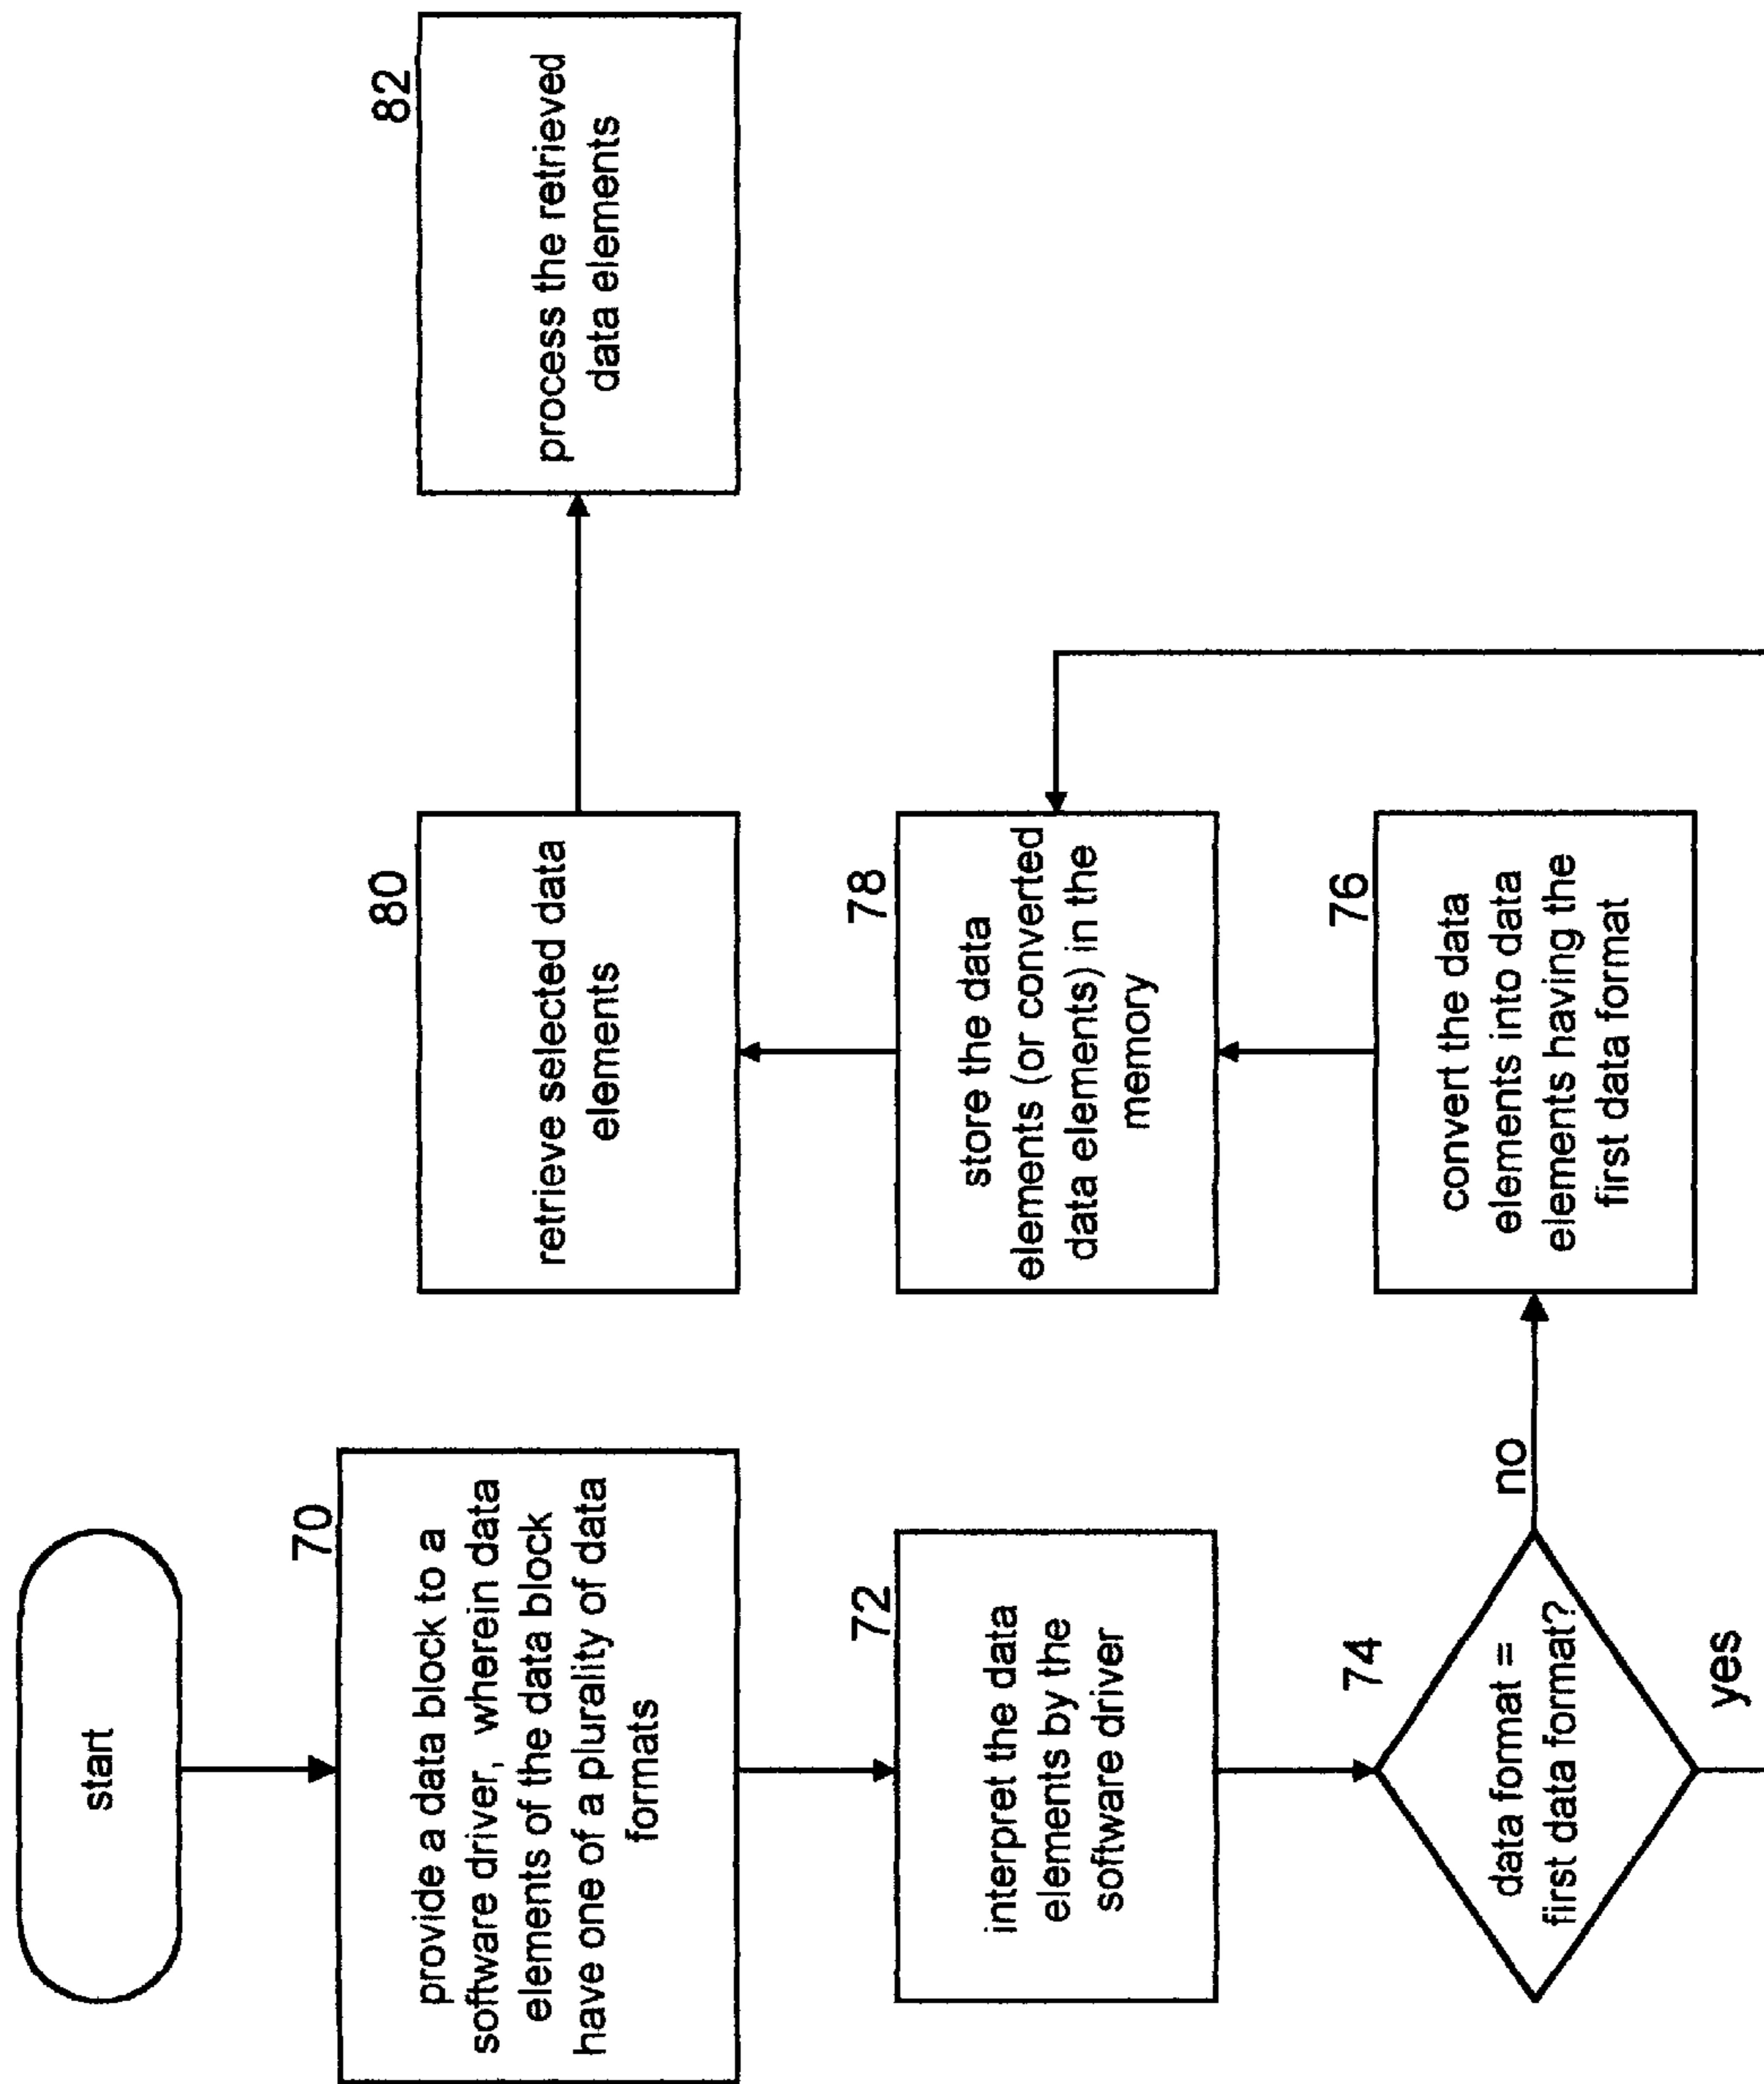 start
70
provide a data block to a
software driver, wherein data
elements of the data block
have one of a plurality of data
formats
72
interpret the data
elements by the
software driver
74
data format =
first data format?
no
yes
76
convert the data
elements into data
elements having the
first data format
78
store the data
elements (or converted
data elements) in the
memory
80
retrieve selected data
elements
82
process the retrieved
data elements